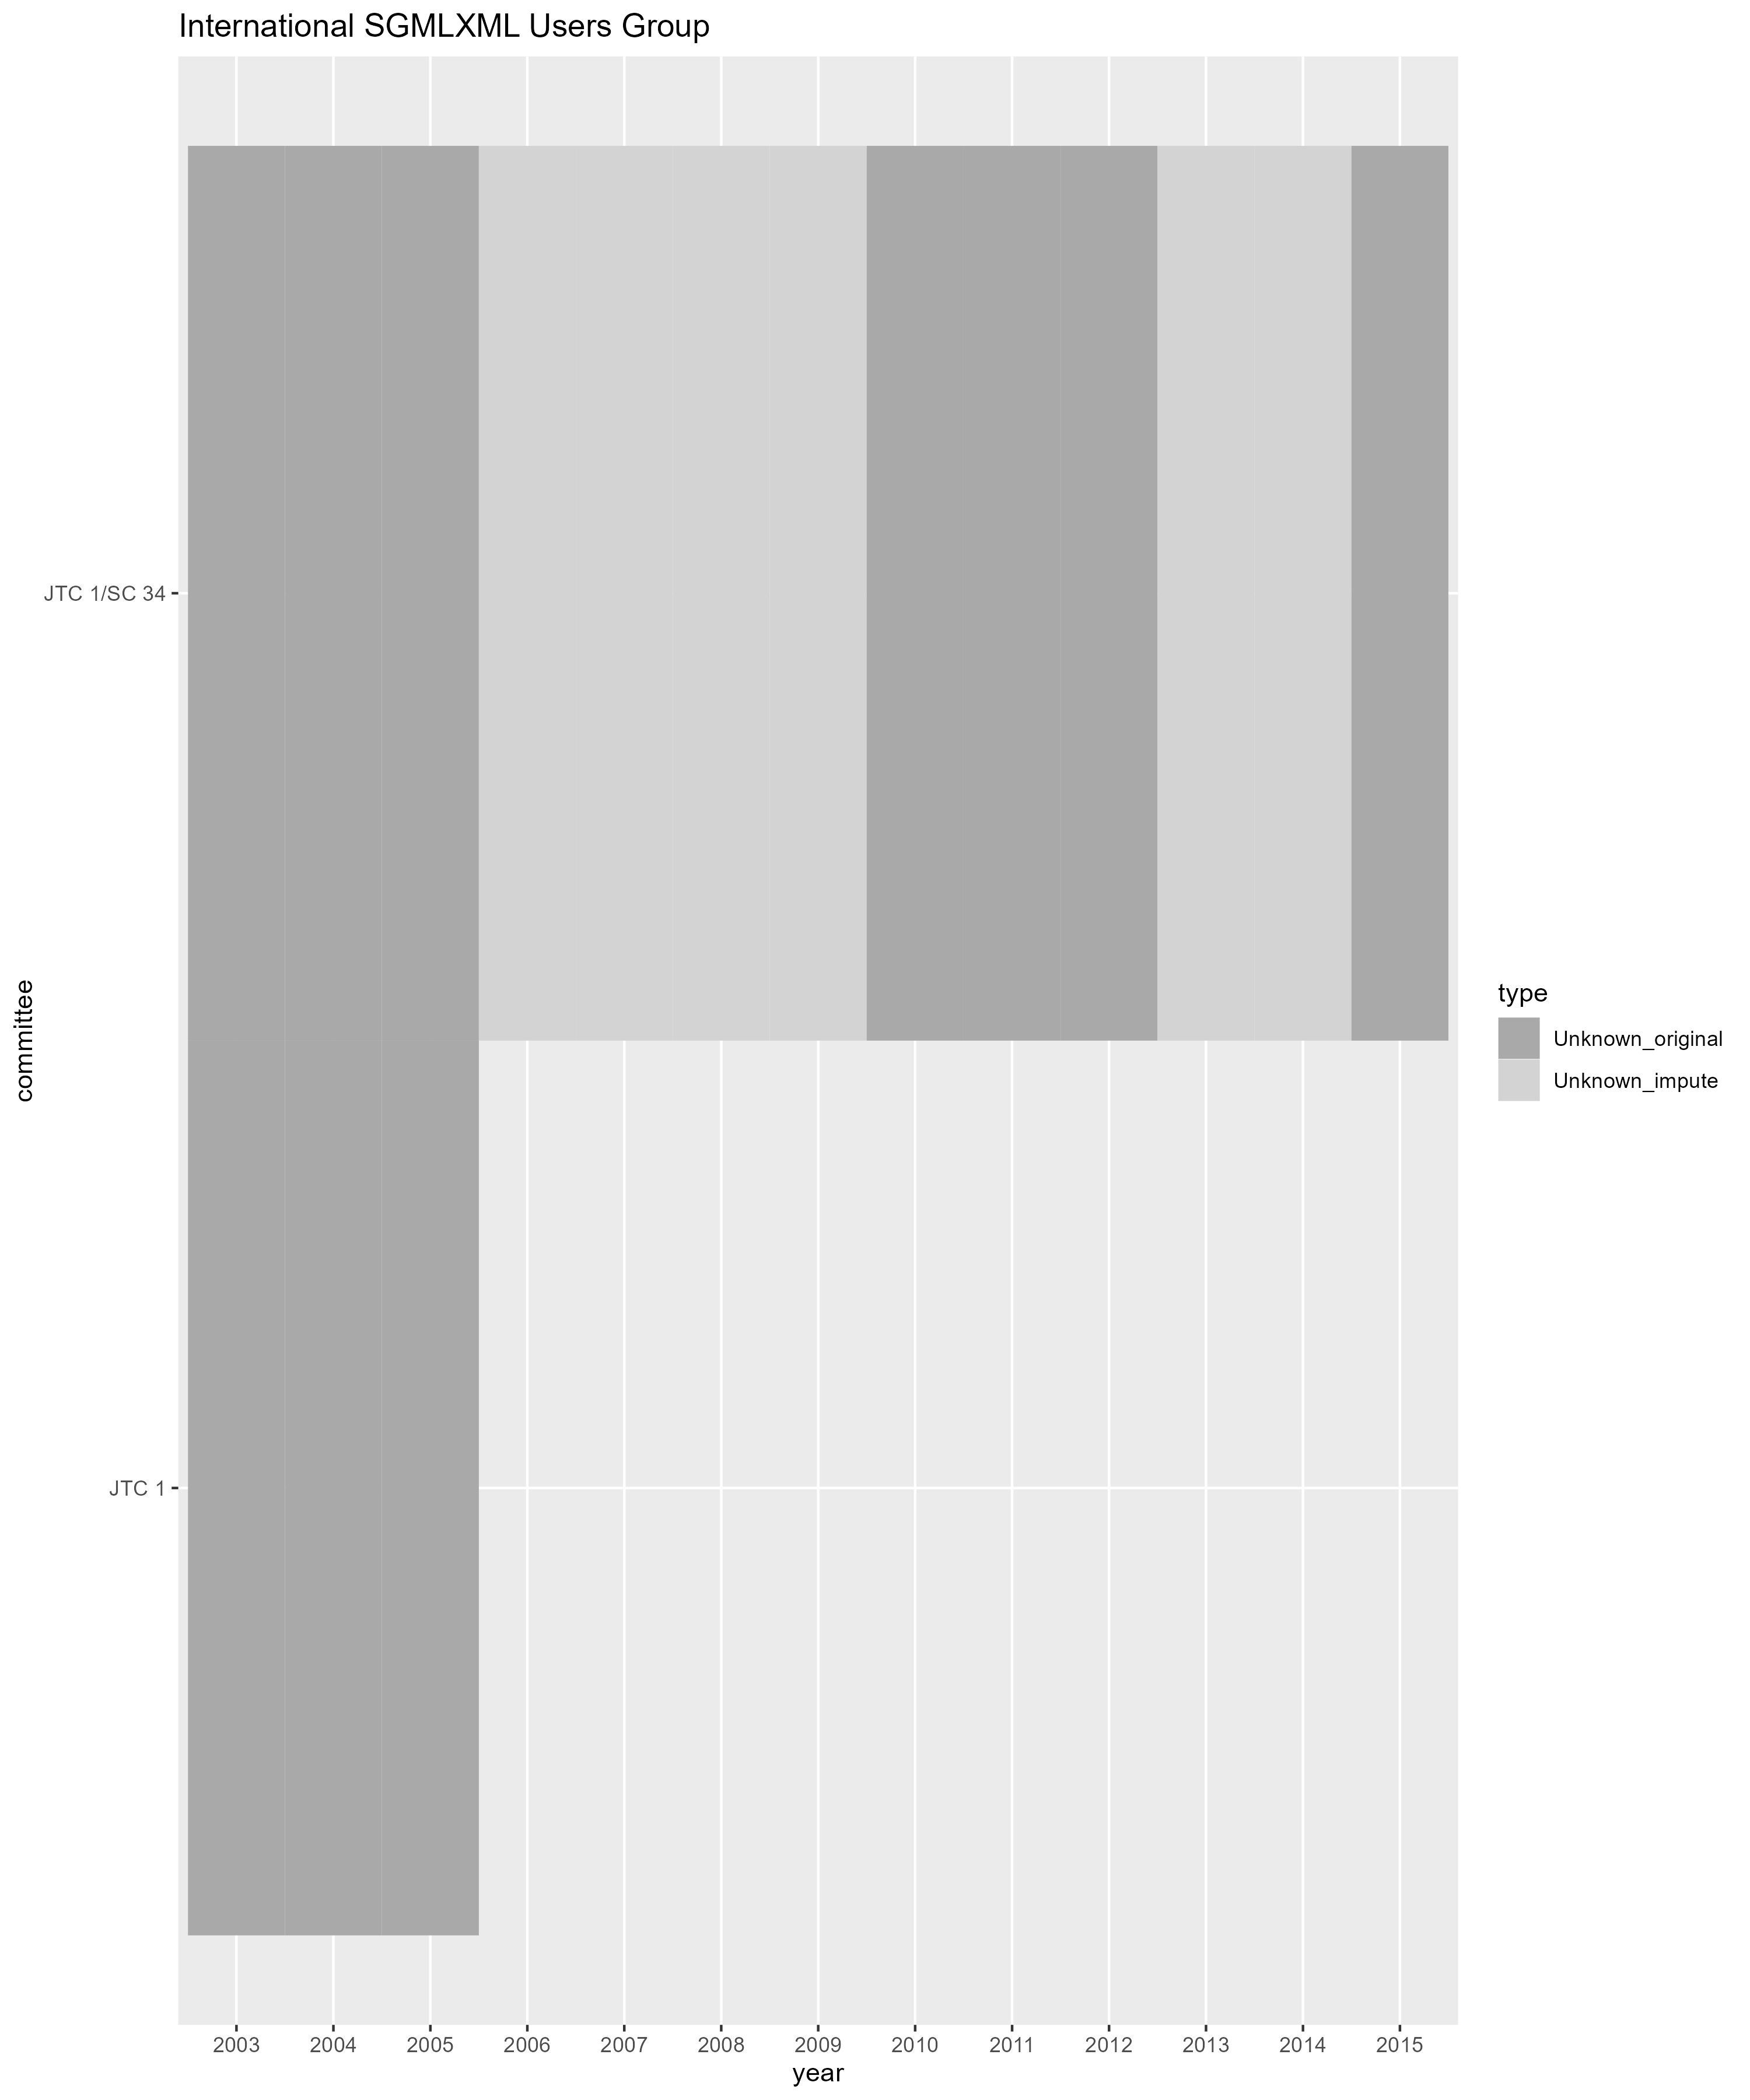 International SGMLXML Users Group
JTC 1/SC 34
JTC 1
committee
2003 2004 2005 2006 2007 2008 2009 2010 2011 2012 2013 2014 2015
year
type
Unknown_original
Unknown_impute